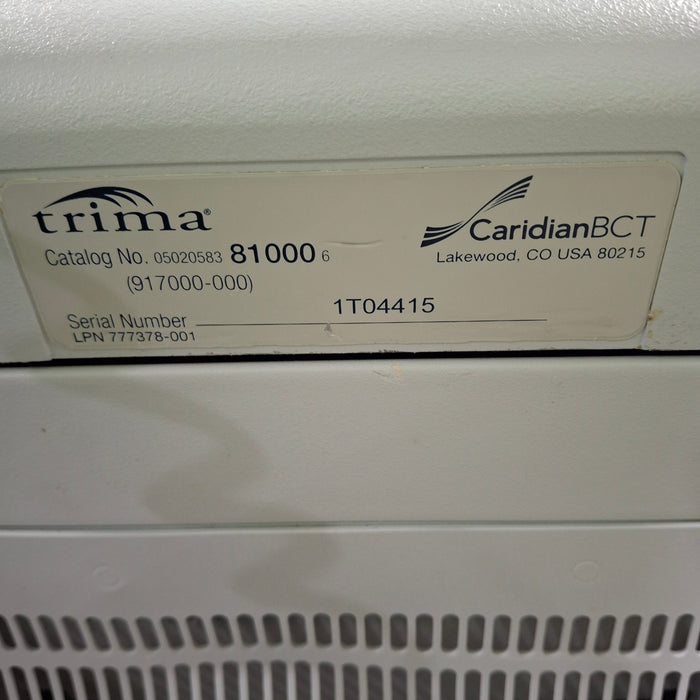 trima®
Catalog No. 05020583 81000 6
(917000-000)
Serial Number 1T04415
LPN 777378-001
CaridianBCT
Lakewood, CO USA 80215